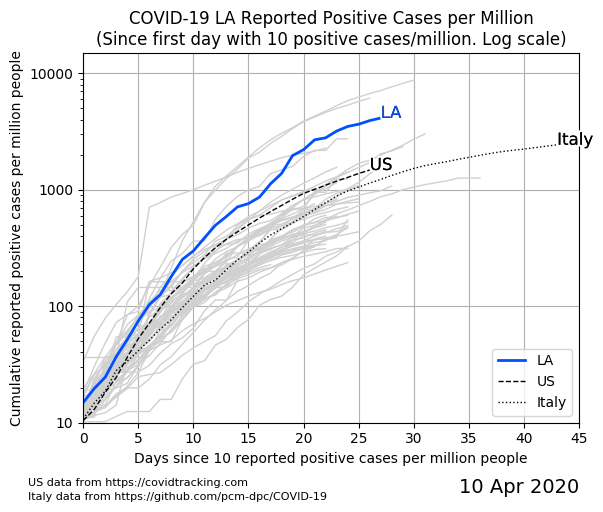 COVID-19 LA Reported Positive Cases per Million
(Since first day with 10 positive cases/million. Log scale)
Cumulative reported positive cases per million people
10000
1000
100
10
LA
US
Italy
LA
US
Italy
0 5 10 15 20 25 30 35 40 45
Days since 10 reported positive cases per million people
US data from https://covidtracking.com
Italy data from https://github.com/pcm-dpc/COVID-19
10 Apr 2020